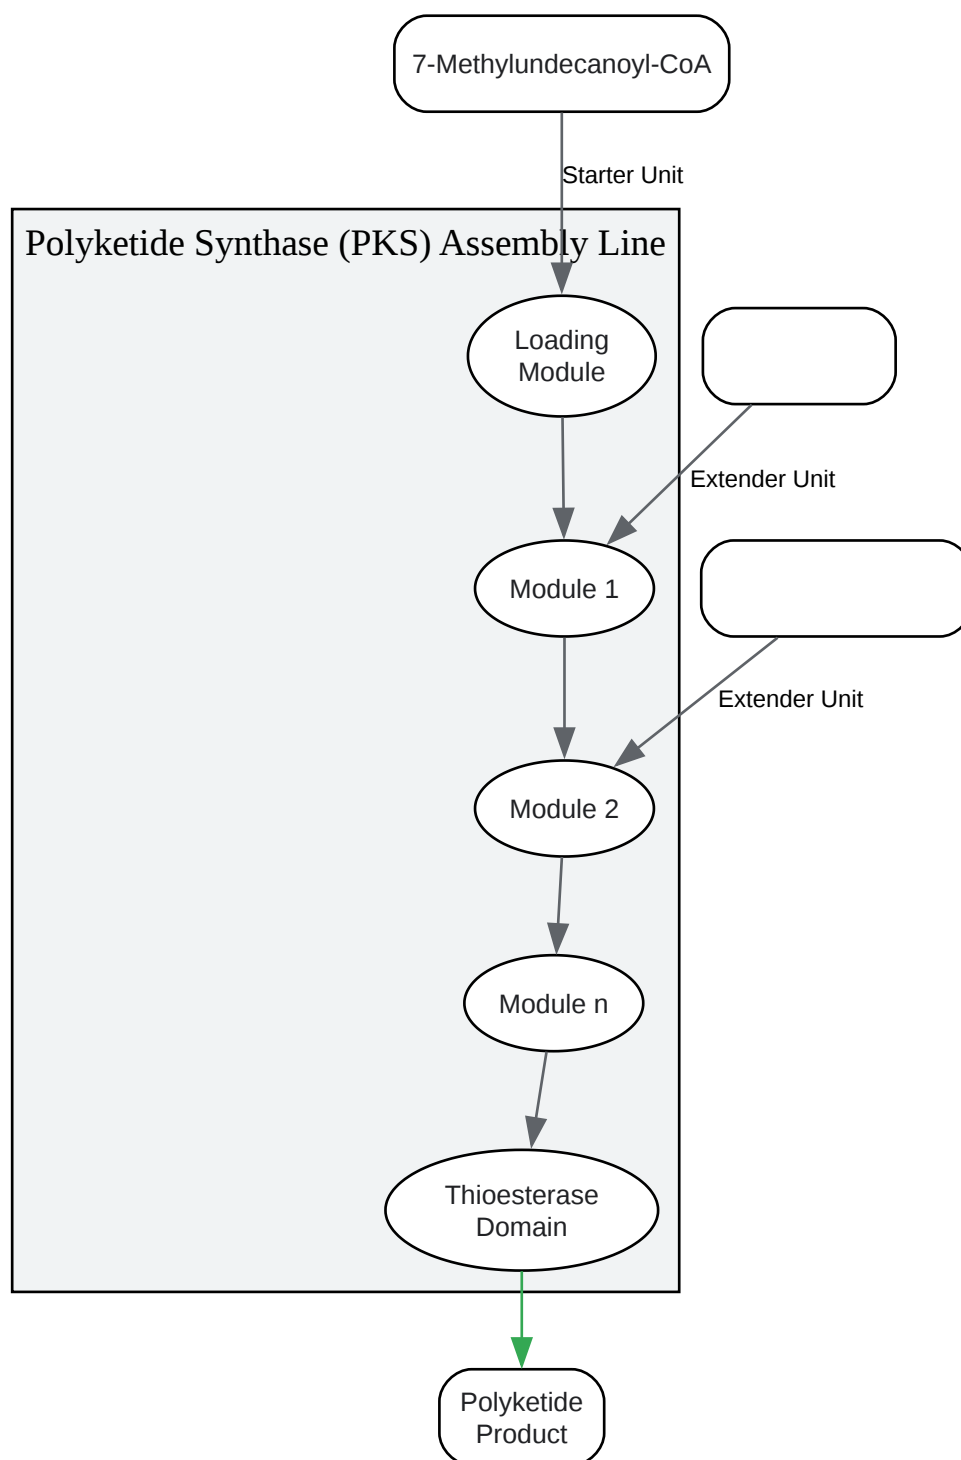 7-Methylundecanoyl-CoA
Starter Unit
Polyketide Synthase (PKS) Assembly Line
Loading
Module
Extender Unit
Module 1
Extender Unit
Module 2
Module n
Thioesterase
Domain
Polyketide
Product